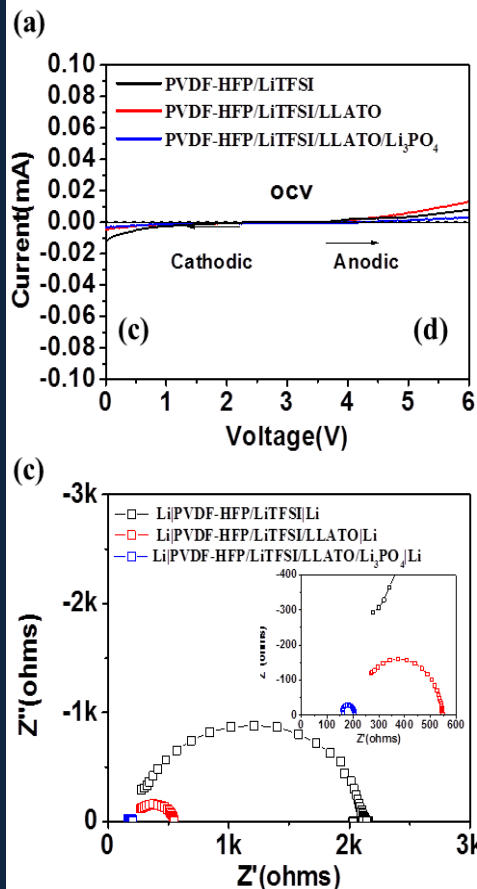 (a)
0.10
0.08
0.06
0.04
0.02
0.00
-0.02
-0.04
-0.06
-0.08
-0.10
Current(mA)
PVDF-HFP/LiTFSI
PVDF-HFP/LiTFSI/LLATO
PVDF-HFP/LiTFSI/LLATO/Li₃PO₄
OCV
Cathodic
Anodic
(c)
(d)
0 1 2 3 4 5 6
Voltage(V)
(c)
-3k
-2k
-1k
0
Z''(ohms)
Li|PVDF-HFP/LiTFSI|Li
Li|PVDF-HFP/LiTFSI/LLATO|Li
Li|PVDF-HFP/LiTFSI/LLATO/Li₃PO₄|Li
-400
-300
-200
-100
0
Z''(ohms)
0 100 200 300 400 500 600
Z'(ohms)
0 1k 2k 3k
Z'(ohms)